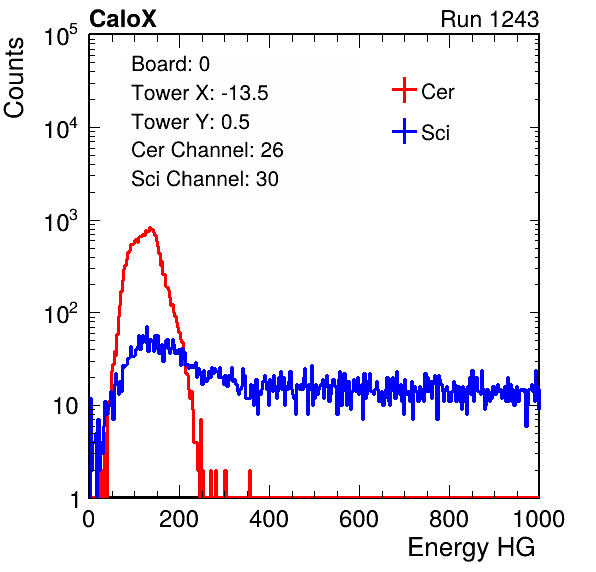 CaloX Run 1243
Counts
Board: 0
Tower X: -13.5
Tower Y: 0.5
Cer Channel: 26
Sci Channel: 30
Cer
Sci
10^5
10^4
10^3
10^2
10
1
0 200 400 600 800 1000
Energy HG